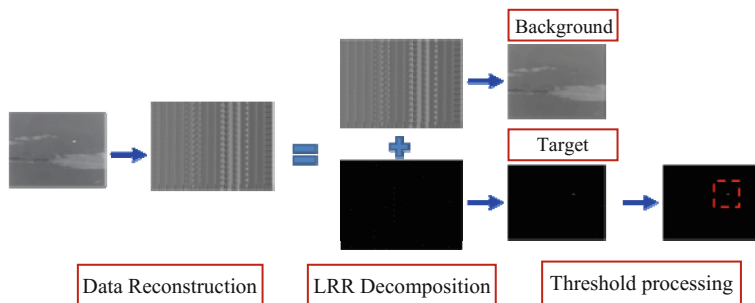 Background
Target
Data Reconstruction
LRR Decomposition
Threshold processing